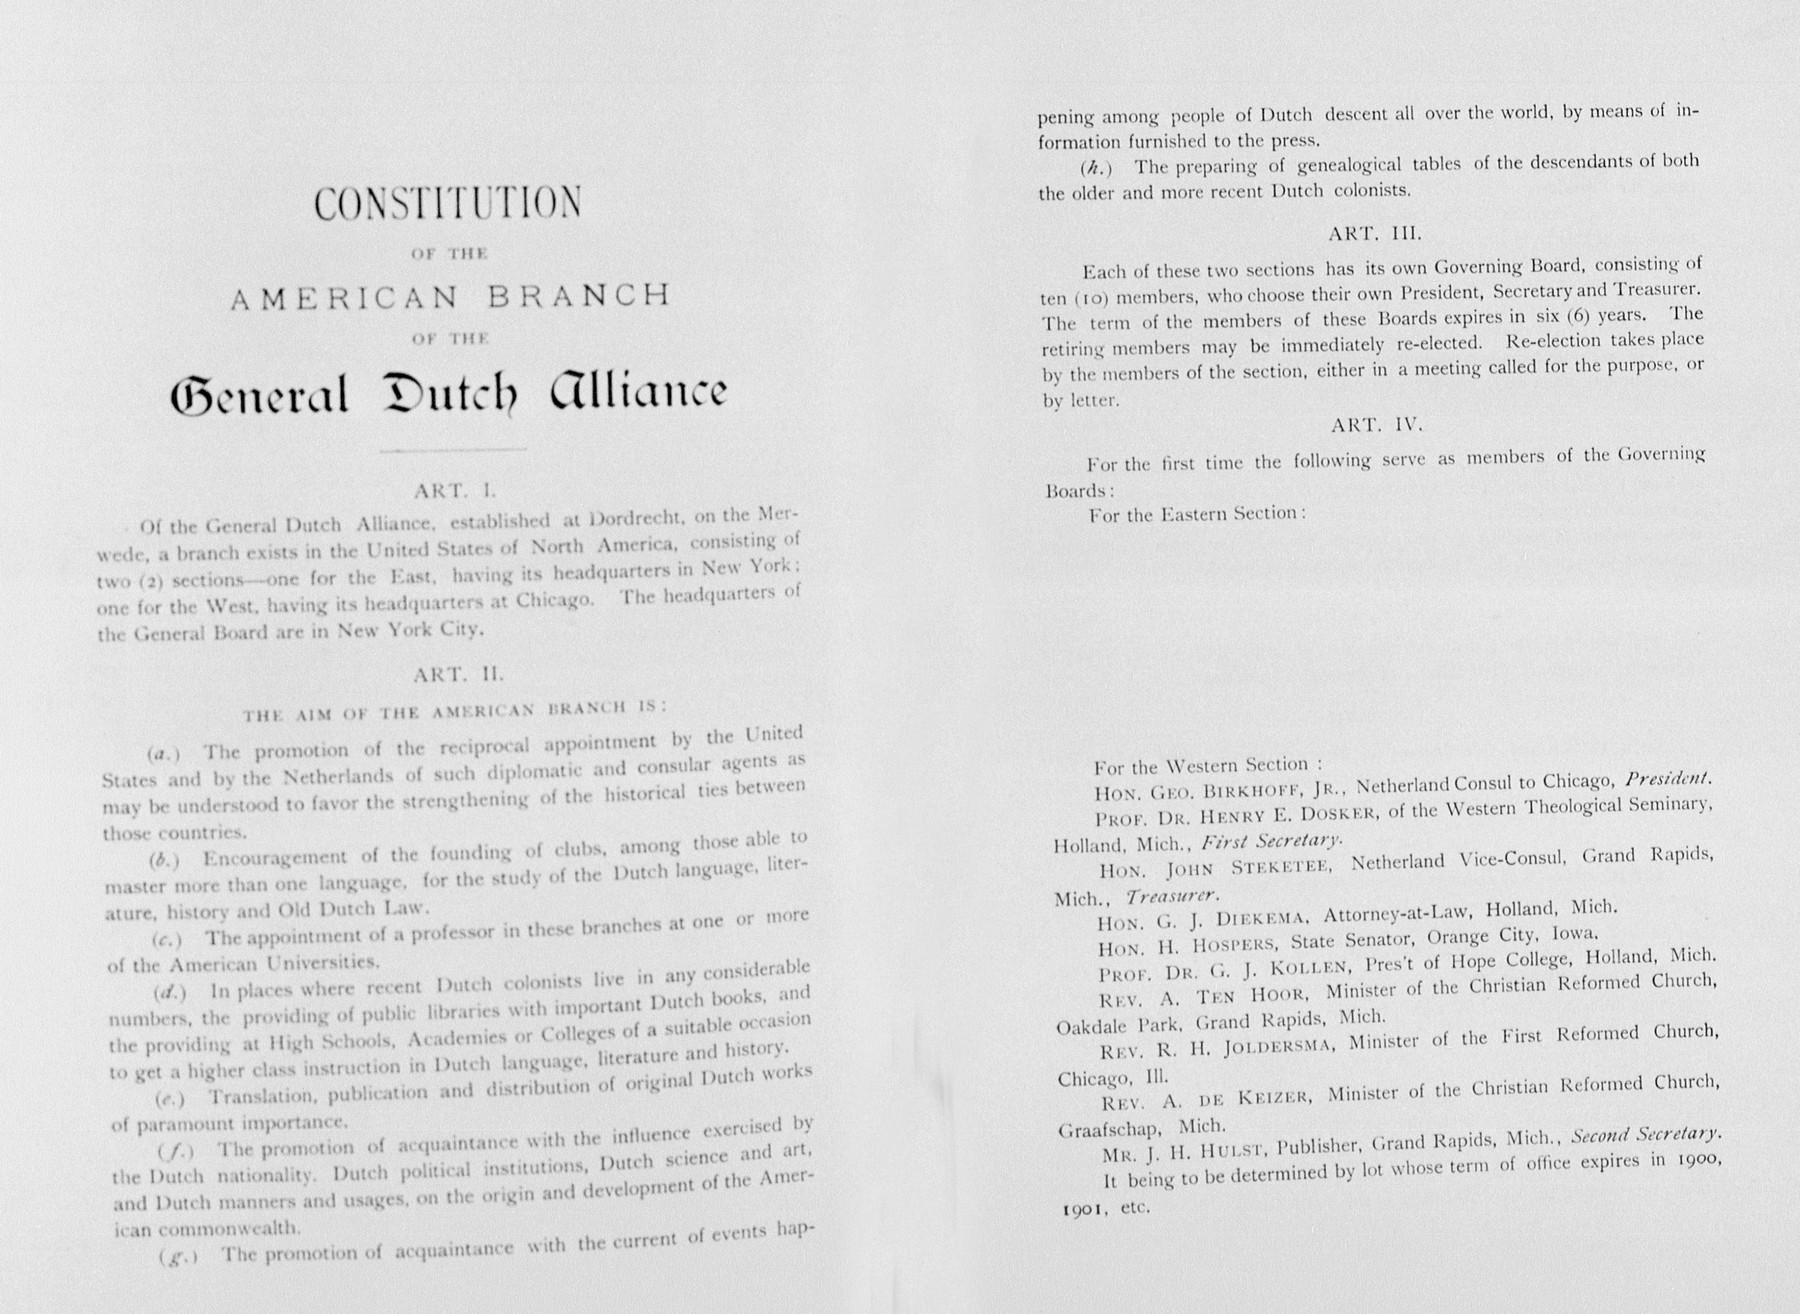 CONSTITUTION
OF THE
AMERICAN BRANCH
OF THE
General Dutch Alliance
ART. I.
Of the General Dutch Alliance, established at Dordrecht, on the Mer-
wede, a branch exists in the United States of North America, consisting of
two (2) sections—one for the East, having its headquarters in New York;
one for the West, having its headquarters at Chicago. The headquarters of
the General Board are in New York City.
ART. II.
THE AIM OF THE AMERICAN BRANCH IS:
(a.) The promotion of the reciprocal appointment by the United
States and by the Netherlands of such diplomatic and consular agents as
may be understood to favor the strengthening of the historical ties between
those countries.
(b.) Encouragement of the founding of clubs, among those able to
master more than one language, for the study of the Dutch language, liter-
ature, history and Old Dutch Law.
(c.) The appointment of a professor in these branches at one or more
of the American Universities.
(d.) In places where recent Dutch colonists live in any considerable
numbers, the providing of public libraries with important Dutch books, and
the providing at High Schools, Academies or Colleges of a suitable occasion
to get a higher class instruction in Dutch language, literature and history.
(e.) Translation, publication and distribution of original Dutch works
of paramount importance.
(f.) The promotion of acquaintance with the influence exercised by
the Dutch nationality. Dutch political institutions, Dutch science and art,
and Dutch manners and usages, on the origin and development of the Amer-
ican commonwealth.
(g.) The promotion of acquaintance with the current of events hap-
pening among people of Dutch descent all over the world, by means of in-
formation furnished to the press.
(h.) The preparing of genealogical tables of the descendants of both
the older and more recent Dutch colonists.
ART. III.
Each of these two sections has its own Governing Board, consisting of
ten (10) members, who choose their own President, Secretary and Treasurer.
The term of the members of these Boards expires in six (6) years. The
retiring members may be immediately re-elected. Re-election takes place
by the members of the section, either in a meeting called for the purpose, or
by letter.
ART. IV.
For the first time the following serve as members of the Governing
Boards:
For the Eastern Section:
For the Western Section :
HON. GEO. BIRKHOFF, JR., Netherland Consul to Chicago, President.
PROF. DR. HENRY E. DOSKER, of the Western Theological Seminary,
Holland, Mich., First Secretary.
HON. JOHN STEKETEE, Netherland Vice-Consul, Grand Rapids,
Mich., Treasurer.
HON. G. J. DIEKEMA, Attorney-at-Law, Holland, Mich.
HON. H. HOSPERS, State Senator, Orange City, Iowa.
PROF. DR. G. J. KOLLEN, Pres't of Hope College, Holland, Mich.
REV. A. TEN HOOR, Minister of the Christian Reformed Church,
Oakdale Park, Grand Rapids, Mich.
REV. R. H. JOLDERSMA, Minister of the First Reformed Church,
Chicago, Ill.
REV. A. DE KEIZER, Minister of the Christian Reformed Church,
Graafschap, Mich.
MR. J. H. HULST, Publisher, Grand Rapids, Mich., Second Secretary.
It being to be determined by lot whose term of office expires in 1900,
1901, etc.